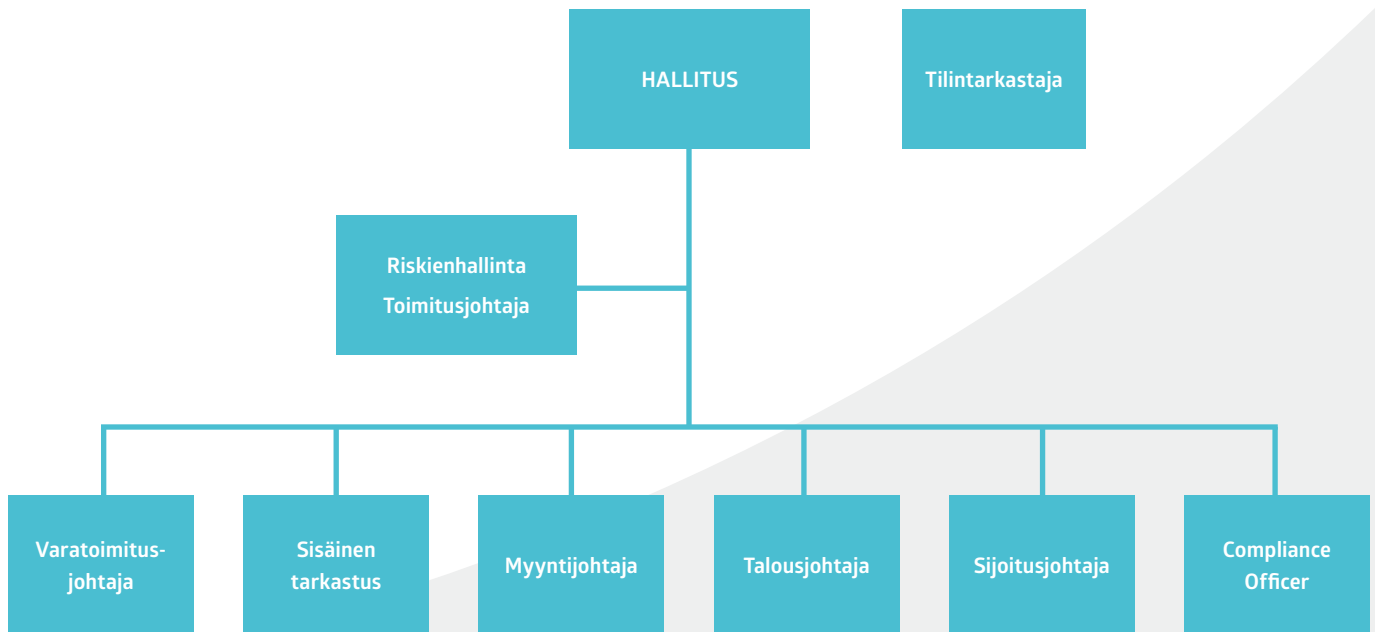 HALLITUS
Tilintarkastaja
Riskienhallinta
Toimitusjohtaja
Varatoimitus-
johtaja
Sisäinen
tarkastus
Myyntijohtaja
Talousjohtaja
Sijoitusjohtaja
Compliance
Officer